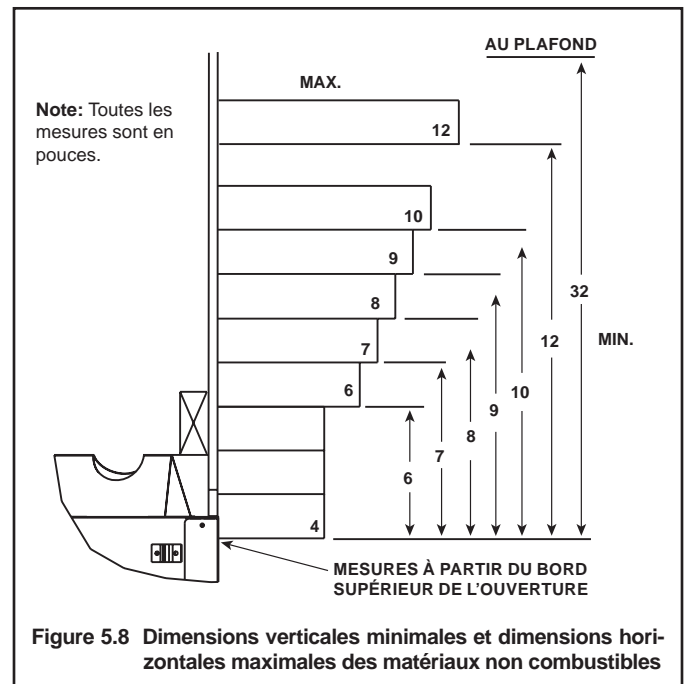 AU PLAFOND
MAX.
Note: Toutes les
mesures sont en
pouces.
12
10
9
8
7
6
4
32
12
10
9
8
7
6
MIN.
MESURES À PARTIR DU BORD
SUPÉRIEUR DE L'OUVERTURE
Figure 5.8 Dimensions verticales minimales et dimensions hori-
zontales maximales des matériaux non combustibles